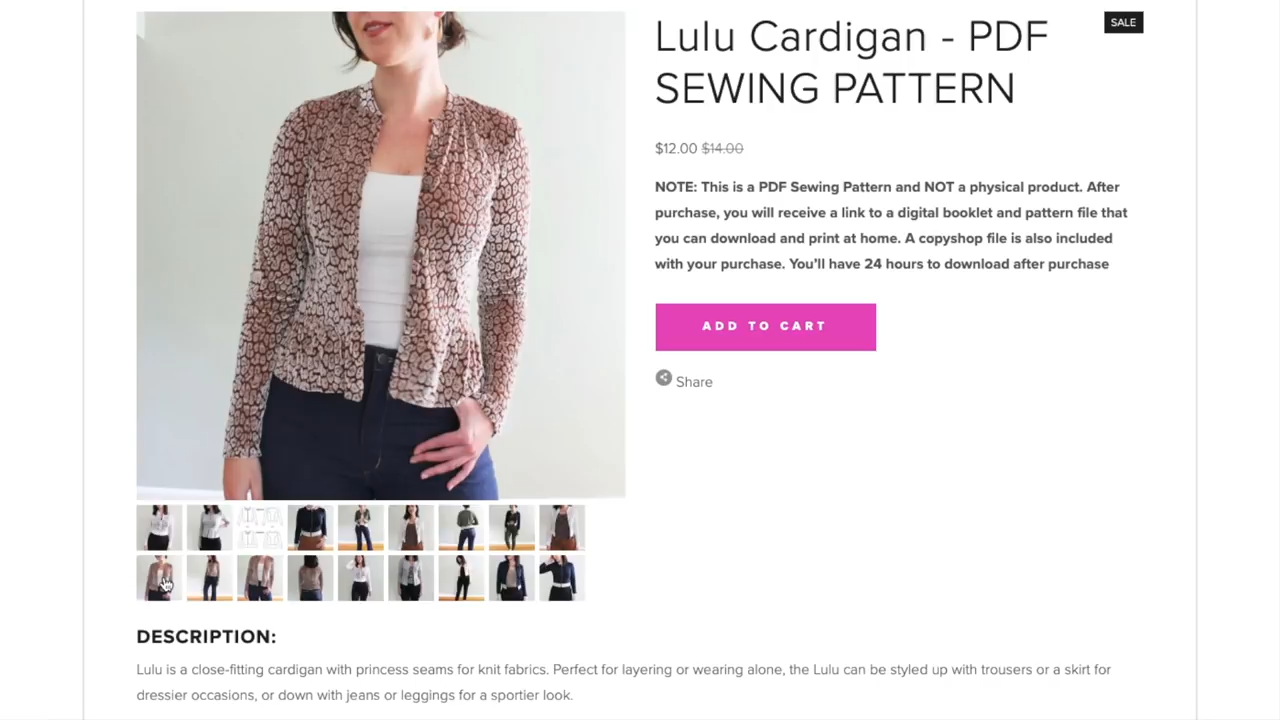 Lulu Cardigan - PDF
SEWING PATTERN
SALE
$12.00 $14.00
NOTE: This is a PDF Sewing Pattern and NOT a physical product. After
purchase, you will receive a link to a digital booklet and pattern file that
you can download and print at home. A copyshop file is also included
with your purchase. You'll have 24 hours to download after purchase
ADD TO CART
Share
DESCRIPTION:
Lulu is a close-fitting cardigan with princess seams for knit fabrics. Perfect for layering or wearing alone, the Lulu can be styled up with trousers or a skirt for
dressier occasions, or down with jeans or leggings for a sportier look.